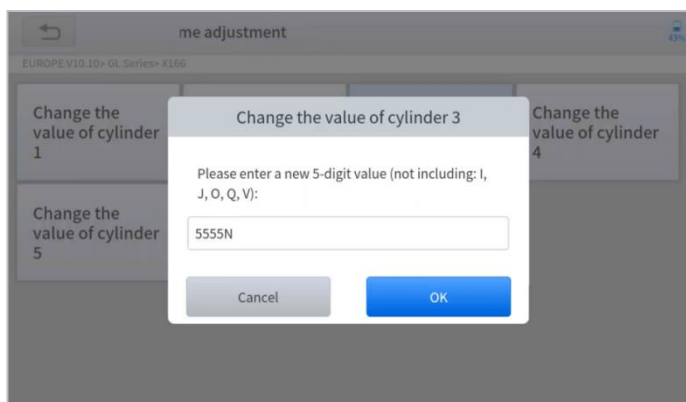 me adjustment
43%
EUROPE V10.10> GL Series> X166
Change the
value of cylinder
1
Change the value of cylinder 3
Change the
value of cylinder
4
Please enter a new 5-digit value (not including: I,
J, O, Q, V):
5555N
Change the
value of cylinder
5
Cancel
OK